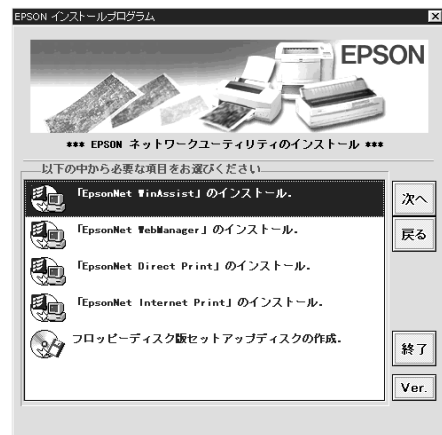 EPSON インストールプログラム
EPSON
*** EPSON ネットワークユーティリティのインストール ***
以下の中から必要な項目をお選びください
「EpsonNet WinAssist」のインストール.
「EpsonNet WebManager」のインストール.
「EpsonNet Direct Print」のインストール.
「EpsonNet Internet Print」のインストール.
フロッピーディスク版セットアップディスクの作成.
次へ
戻る
終了
Ver.